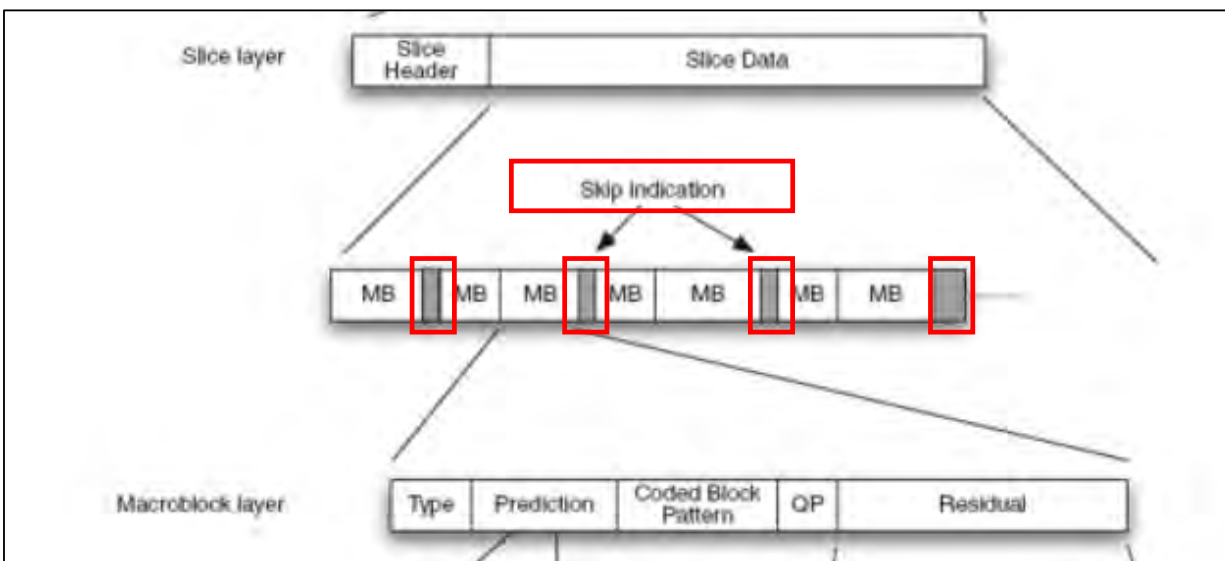 Slice layer
Slice
Header
Slice Data
Skip indication
MB MB MB MB MB MB MB
Macroblock layer
Type
Prediction
Coded Block
Pattern
QP
Residual